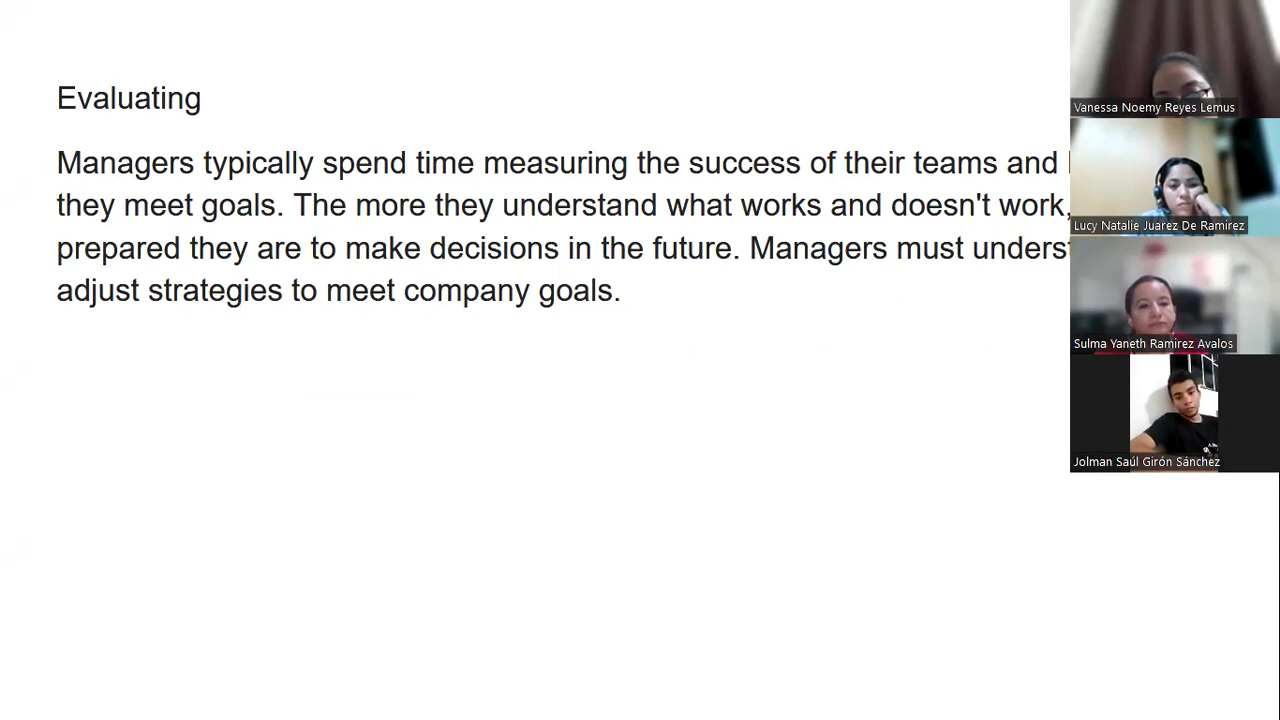 Evaluating
Managers typically spend time measuring the success of their teams and
they meet goals. The more they understand what works and doesn't work,
prepared they are to make decisions in the future. Managers must
adjust strategies to meet company goals.
Vanessa Noemy Reyes Lemus
Lucy Natalie Juarez De Ramirez
Sulma Yaneth Ramirez Avalos
Jolman Saúl Girón Sánchez